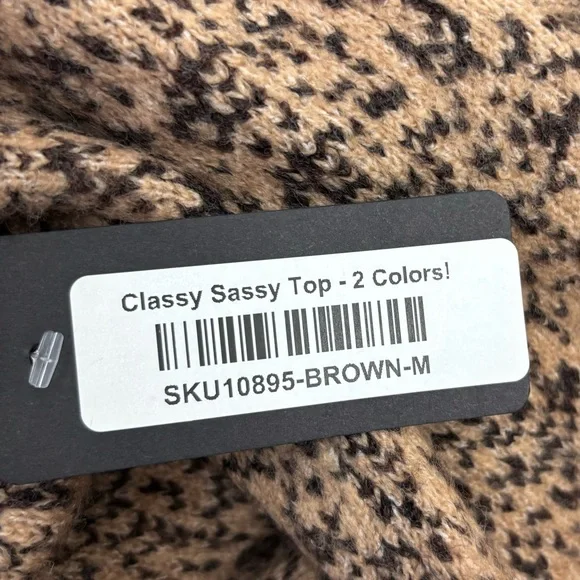 Classy Sassy Top - 2 Colors!
SKU10895-BROWN-M